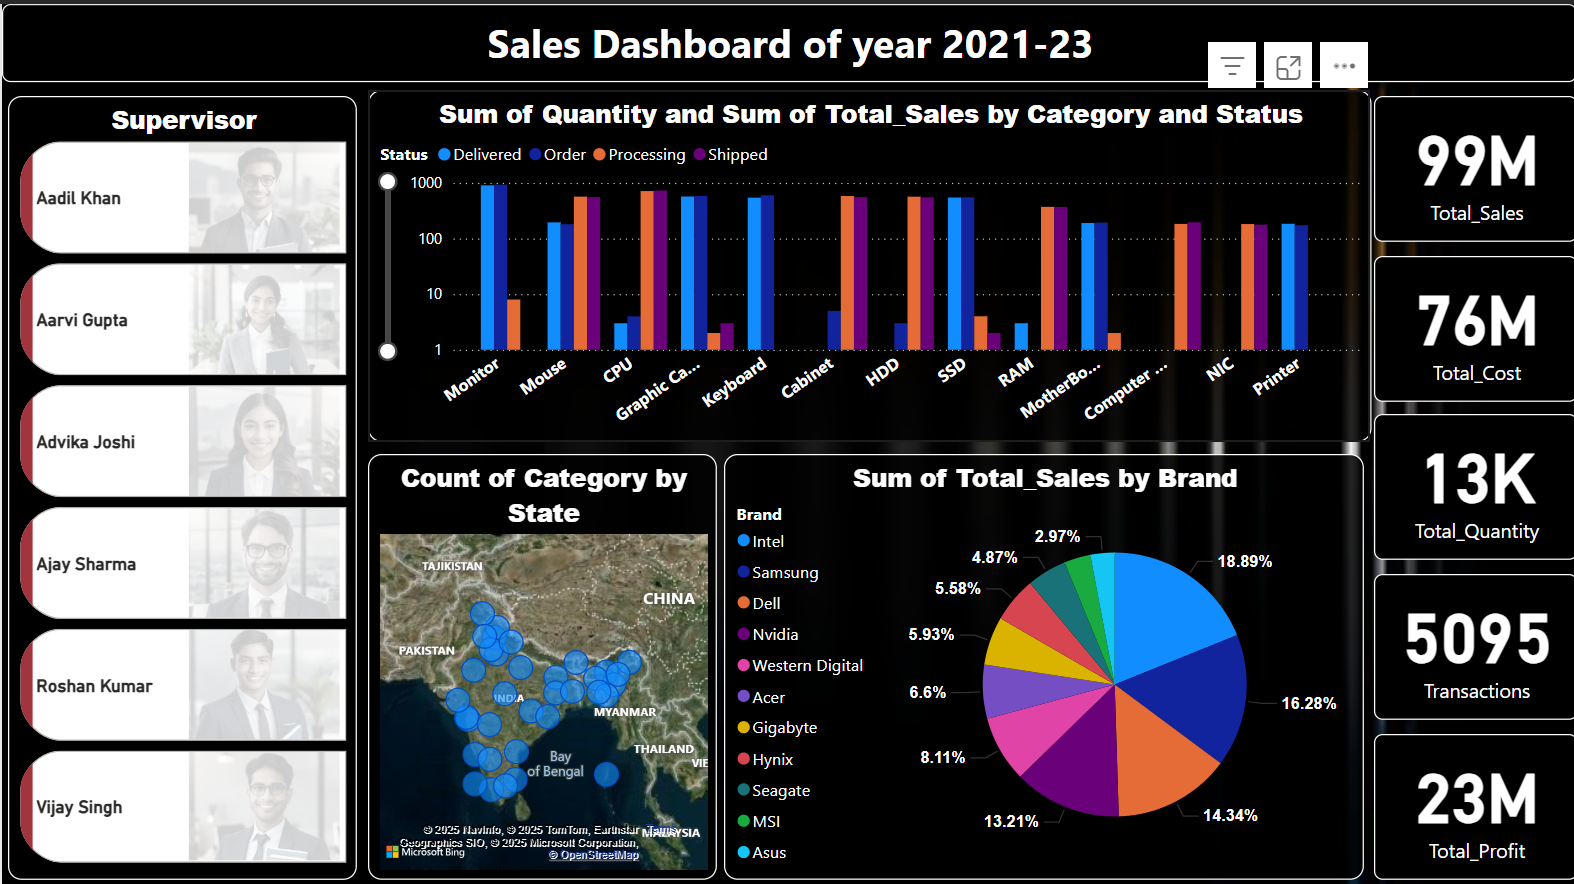 Sales Dashboard of year 2021-23
Supervisor
Aadil Khan
Aarvi Gupta
Advika Joshi
Ajay Sharma
Roshan Kumar
Vijay Singh
Sum of Quantity and Sum of Total_Sales by Category and Status
Status Delivered Order Processing Shipped
1000
100
10
1
Monitor
Mouse
CPU
Graphic Ca...
Keyboard
Cabinet
HDD
SSD
RAM
MotherBo...
Computer ...
NIC
Printer
Count of Category by
State
TAJIKISTAN
CHINA
PAKISTAN
INDIA
MYANMAR
THAILAND
VIE
Bay
of Bengal
MALAYSIA
© 2025 NavInfo, © 2025 TomTom, Earthstar
Geographics SIO, © 2025 Microsoft Corporation,
© OpenStreetMap
Terms
Microsoft Bing
Sum of Total_Sales by Brand
Brand
Intel
Samsung
Dell
Nvidia
Western Digital
Acer
Gigabyte
Hynix
Seagate
MSI
Asus
18.89%
16.28%
14.34%
13.21%
8.11%
6.6%
5.93%
5.58%
4.87%
2.97%
99M
Total_Sales
76M
Total_Cost
13K
Total_Quantity
5095
Transactions
23M
Total_Profit